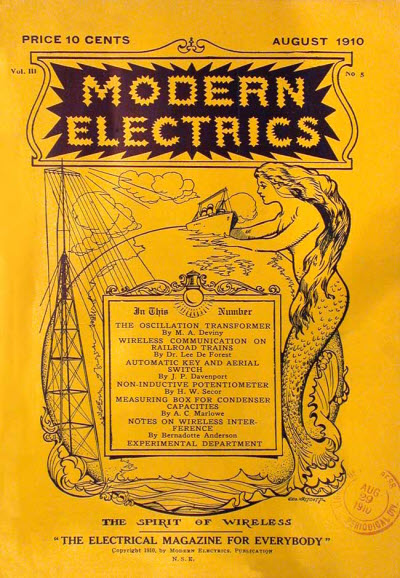 PRICE 10 CENTS AUGUST 1910
Vol. III No 5
MODERN
ELECTRICS
In This Number
THE OSCILLATION TRANSFORMER
By M. A. Deviny
WIRELESS COMMUNICATION ON
RAILROAD TRAINS
By Dr. Lee De Forest
AUTOMATIC KEY AND AERIAL
SWITCH
By J. P. Davenport
NON-INDUCTIVE POTENTIOMETER
By H. W. Secor
MEASURING BOX FOR CONDENSER
CAPACITIES
By A. C. Marlowe
NOTES ON WIRELESS INTER-
FERENCE
By Bernadotte Anderson
EXPERIMENTAL DEPARTMENT
AUG
29
1910
THE SPIRIT OF WIRELESS
"THE ELECTRICAL MAGAZINE FOR EVERYBODY"
Copyright 1910, by MODERN ELECTRICS, PUBLICATION
N. S. E.